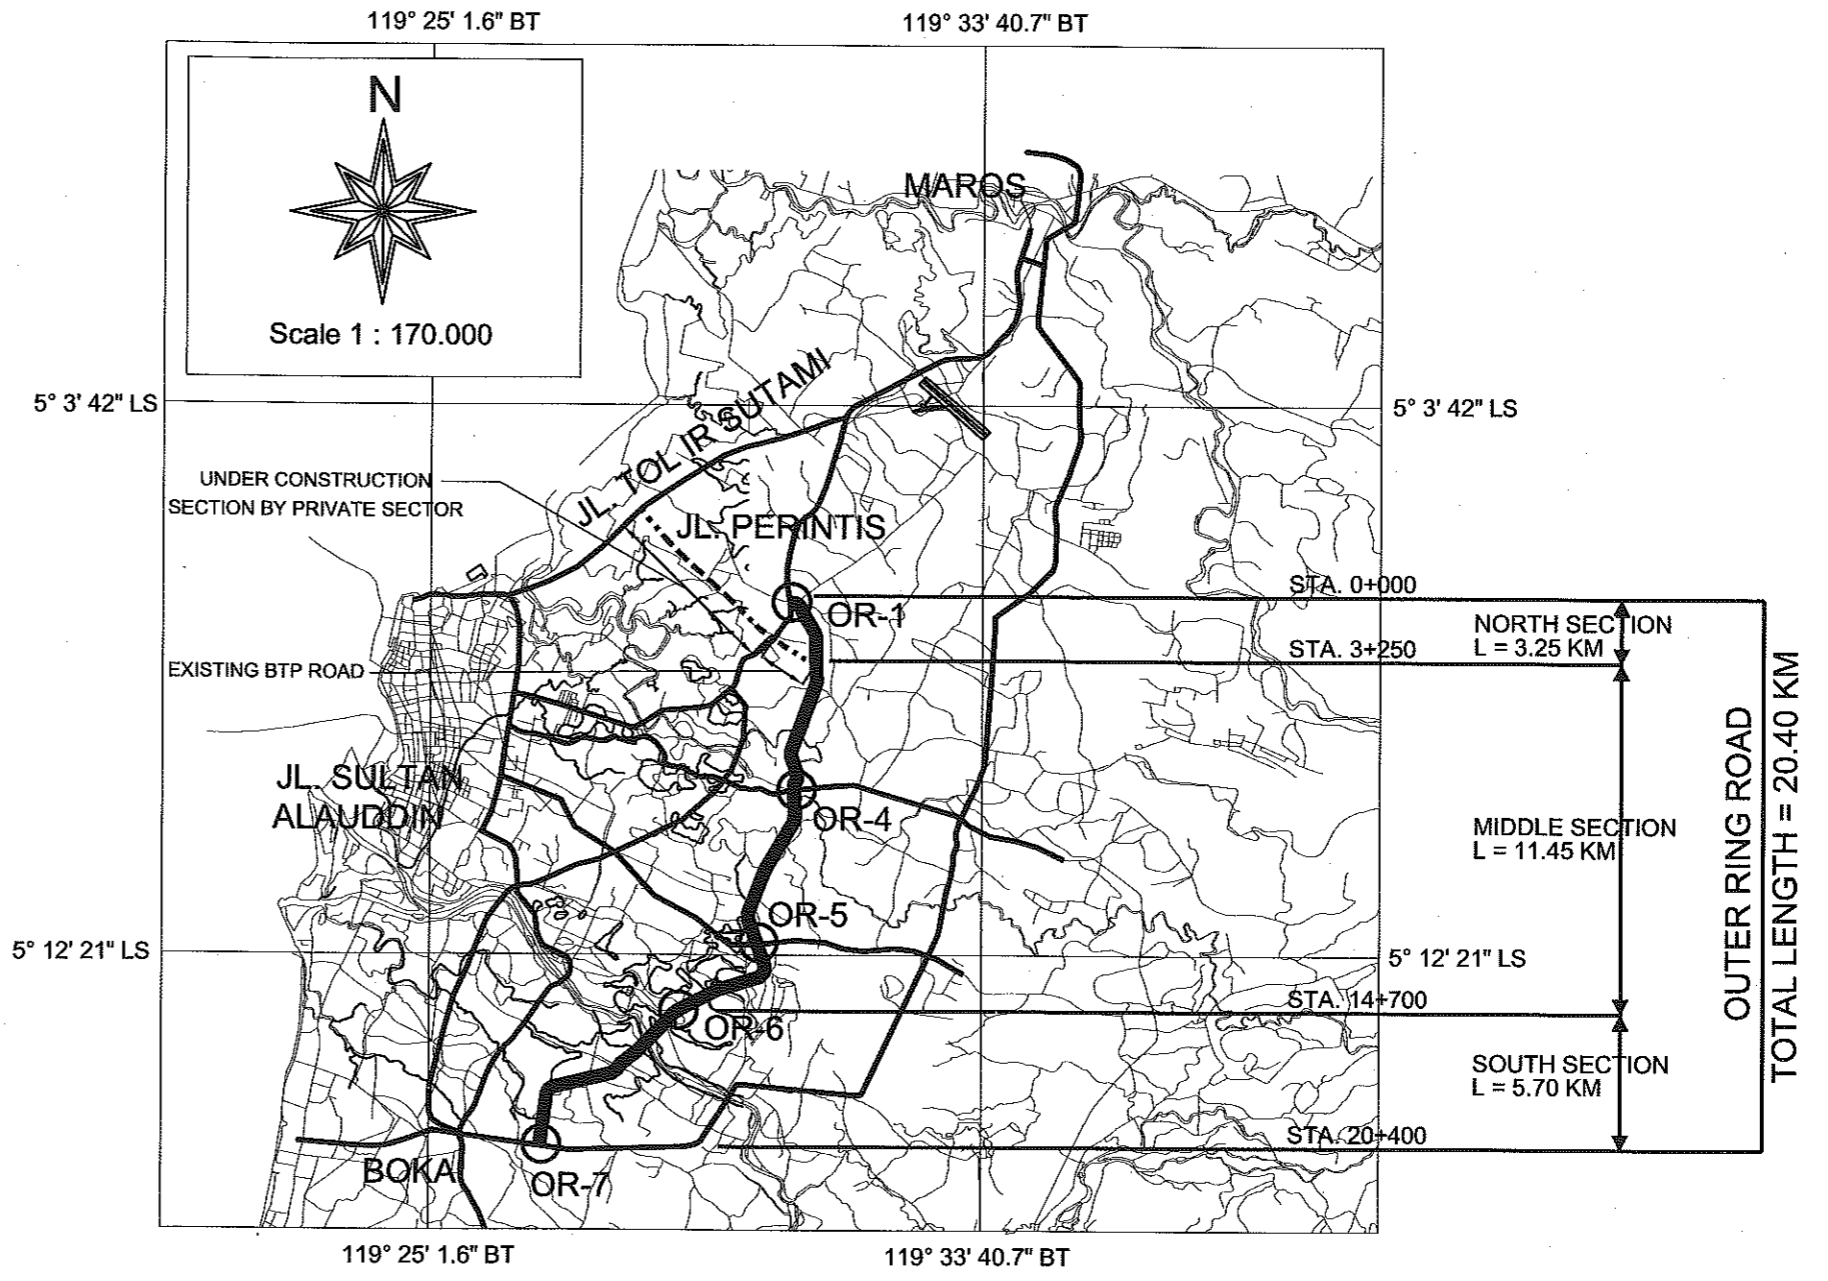 119° 25' 1.6" BT
119° 33' 40.7" BT
N
Scale 1 : 170.000
MAROS
5° 3' 42" LS
5° 3' 42" LS
JL. TOL IR SUTAMI
UNDER CONSTRUCTION
SECTION BY PRIVATE SECTOR
JL. PERINTIS
STA. 0+000
OR-1
NORTH SECTION
L = 3.25 KM
STA. 3+250
EXISTING BTP ROAD
OUTER RING ROAD
TOTAL LENGTH = 20.40 KM
JL. SULTAN
ALAUDDIN
OR-4
MIDDLE SECTION
L = 11.45 KM
OR-5
5° 12' 21" LS
5° 12' 21" LS
STA. 14+700
OR-6
SOUTH SECTION
L = 5.70 KM
STA. 20+400
BOKA
OR-7
119° 25' 1.6" BT
119° 33' 40.7" BT